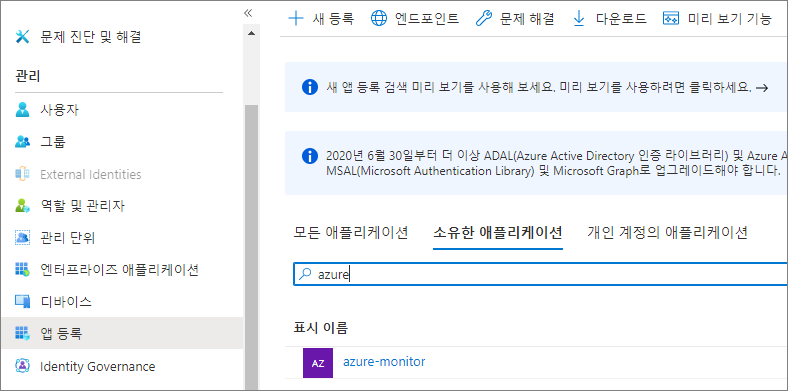 문제 진단 및 해결
관리
사용자
그룹
External Identities
역할 및 관리자
관리 단위
엔터프라이즈 애플리케이션
디바이스
앱 등록
Identity Governance
새 등록
엔드포인트
문제 해결
다운로드
미리 보기 기능
새 앱 등록 검색 미리 보기를 사용해 보세요. 미리 보기를 사용하려면 클릭하세요. →
2020년 6월 30일부터 더 이상 ADAL(Azure Active Directory 인증 라이브러리) 및 Azure A
MSAL(Microsoft Authentication Library) 및 Microsoft Graph로 업그레이드해야 합니다.
모든 애플리케이션
소유한 애플리케이션
개인 계정의 애플리케이션
azure
표시 이름
AZ
azure-monitor